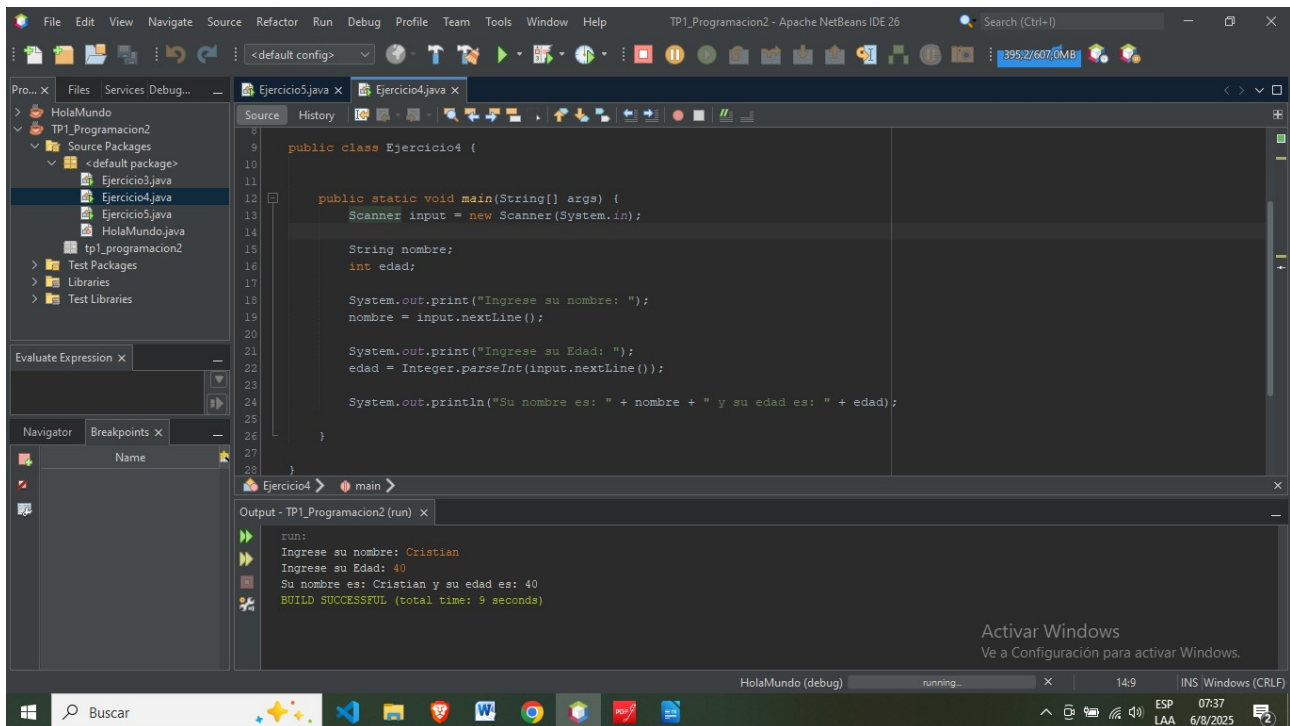 File Edit View Navigate Source Refactor Run Debug Profile Team Tools Window Help TP1_Programacion2 - Apache NetBeans IDE 26 Search (Ctrl+I)
<default config> 395,2/607,0MB
Pro... Files Services Debug... Ejercicio5.java Ejercicio4.java
HolaMundo
TP1_Programacion2
Source Packages
<default package>
Ejercicio3.java
Ejercicio4.java
Ejercicio5.java
HolaMundo.java
tp1_programacion2
Test Packages
Libraries
Test Libraries
Evaluate Expression
Navigator Breakpoints
Name
Source History
8
9 public class Ejercicio4 {
10
11
12 public static void main(String[] args) {
13 Scanner input = new Scanner(System.in);
14
15 String nombre;
16 int edad;
17
18 System.out.print("Ingrese su nombre: ");
19 nombre = input.nextLine();
20
21 System.out.print("Ingrese su Edad: ");
22 edad = Integer.parseInt(input.nextLine());
23
24 System.out.println("Su nombre es: " + nombre + " y su edad es: " + edad);
25
26 }
27
28 }
Ejercicio4 main
Output - TP1_Programacion2 (run)
run:
Ingrese su nombre: Cristian
Ingrese su Edad: 40
Su nombre es: Cristian y su edad es: 40
BUILD SUCCESSFUL (total time: 9 seconds)
Activar Windows
Ve a Configuración para activar Windows.
HolaMundo (debug) running... 14:9 INS Windows (CRLF)
Buscar
PDF
ESP
LAA
07:37
6/8/2025
2